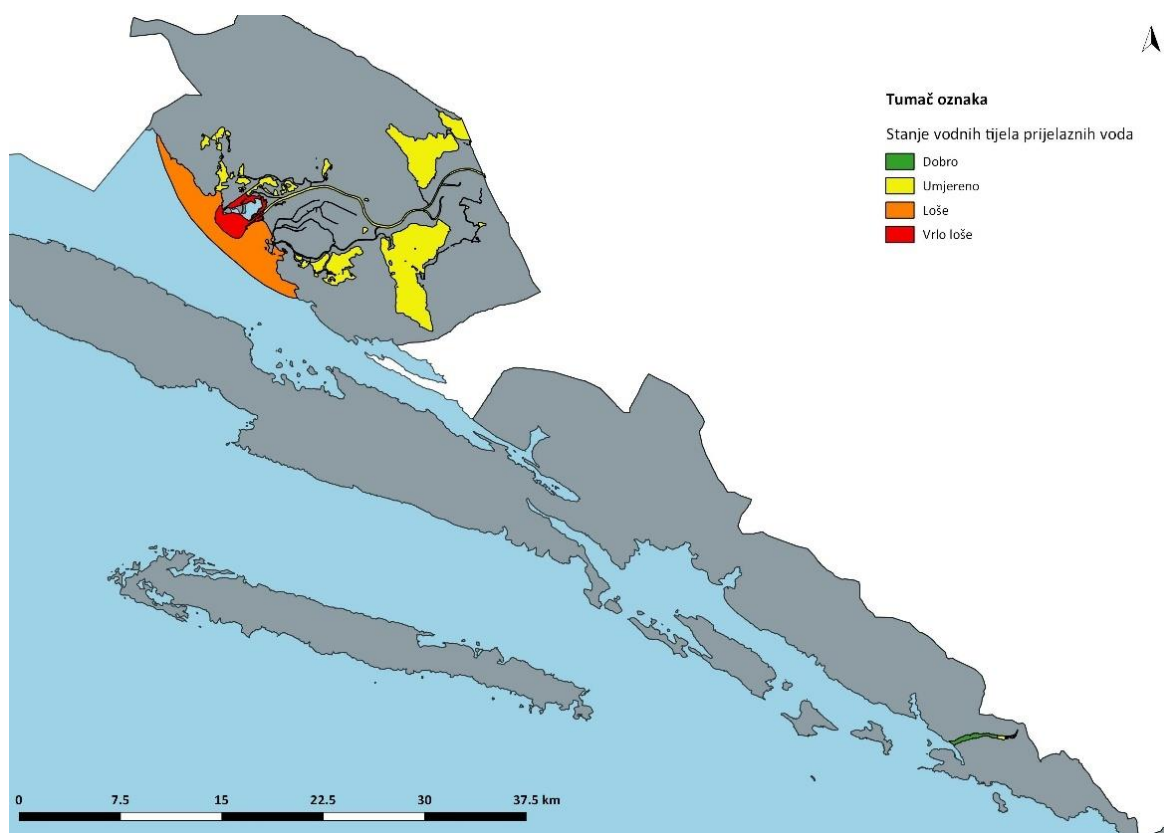 Tumač oznaka
Stanje vodnih tijela prijelaznih voda
Dobro
Umjereno
Loše
Vrlo loše
0 7.5 15 22.5 30 37.5 km